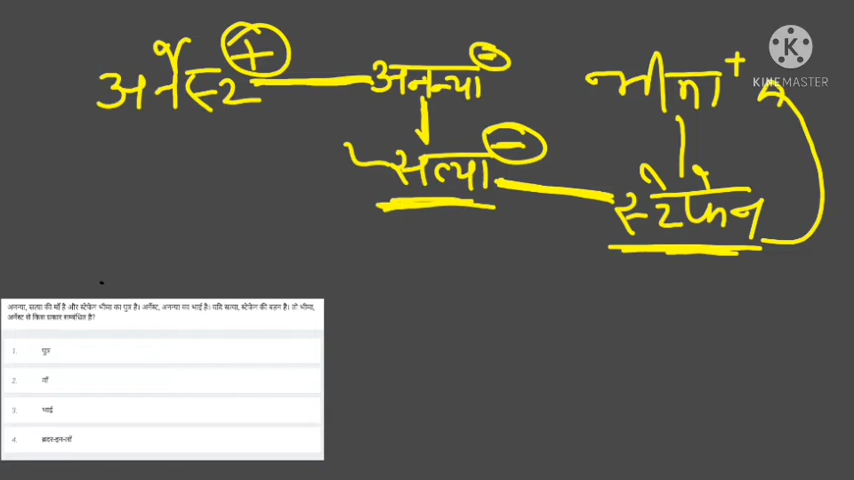 अर्नेस्ट + अनन्या - भीमा +
सत्या - स्टेफेन
K
KINEMASTER
अनन्या, सत्या की माँ है और स्टेफेन भीमा का पुत्र है। अर्नेस्ट, अनन्या का भाई है। यदि सत्या, स्टेफेन की बहन है। तो भीमा,
अर्नेस्ट से किस प्रकार सम्बंधित है?
1. पुत्र
2. माँ
3. भाई
4. ब्रदर-इन-लॉ